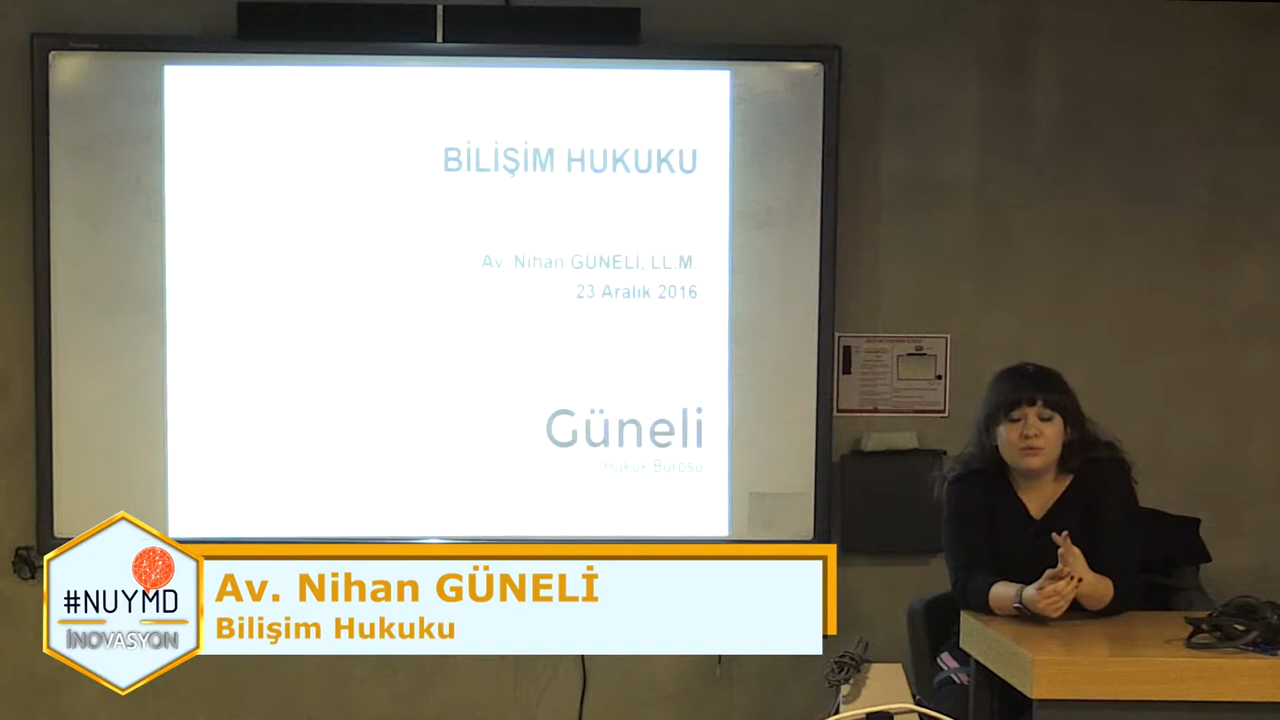 BİLİŞİM HUKUKU
Av. Nihan GÜNELİ, LL.M.
23 Aralık 2016
Güneli
Hukuk Bürosu
#NUYMD
İNOVASYON
Av. Nihan GÜNELİ
Bilişim Hukuku